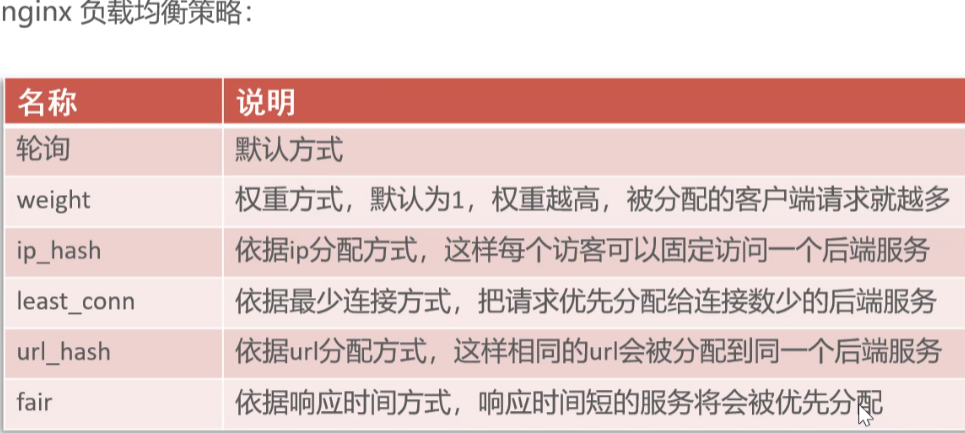 nginx 负载均衡策略：
名称 说明
轮询 默认方式
weight 权重方式，默认为1，权重越高，被分配的客户端请求就越多
ip_hash 依据ip分配方式，这样每个访客可以固定访问一个后端服务
least_conn 依据最少连接方式，把请求优先分配给连接数少的后端服务
url_hash 依据url分配方式，这样相同的url会被分配到同一个后端服务
fair 依据响应时间方式，响应时间短的服务将会被优先分配